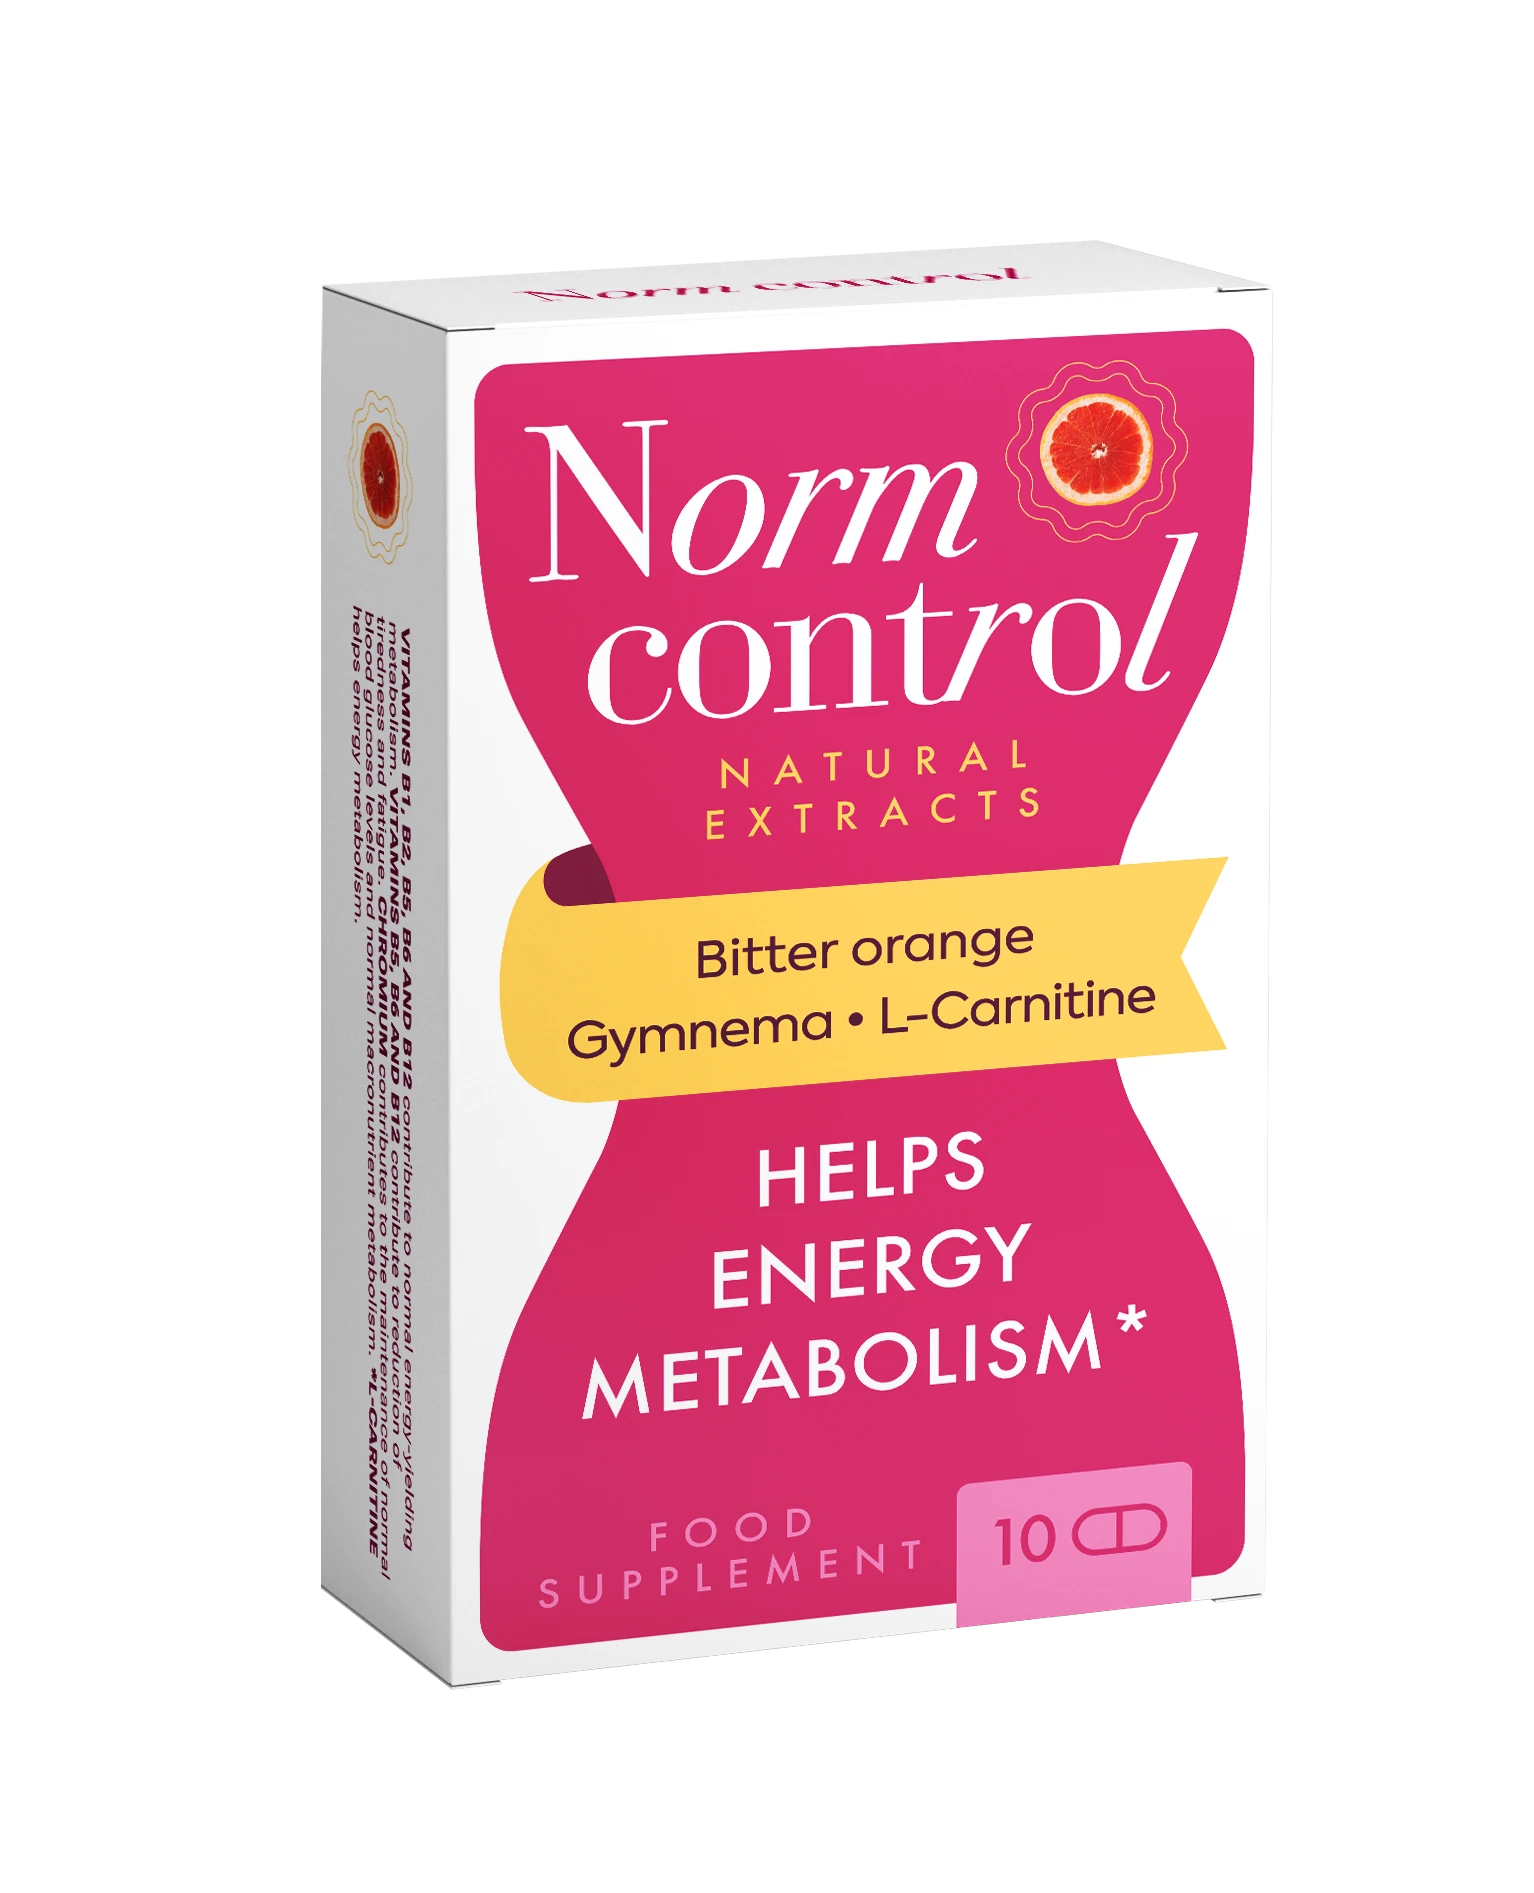 Norm control
Norm
control
NATURAL
EXTRACTS
Bitter orange
Gymnema • L-Carnitine
HELPS
ENERGY
METABOLISM*
FOOD
SUPPLEMENT
10
VITAMINS B1, B2, B5, B6 AND B12 contribute to normal energy-yielding
metabolism. VITAMINS B5, B6 AND B12 contribute to reduction of
tiredness and fatigue. CHROMIUM contributes to the maintenance of normal
blood glucose levels and normal macronutrient metabolism. *L-CARNITINE
helps energy metabolism.